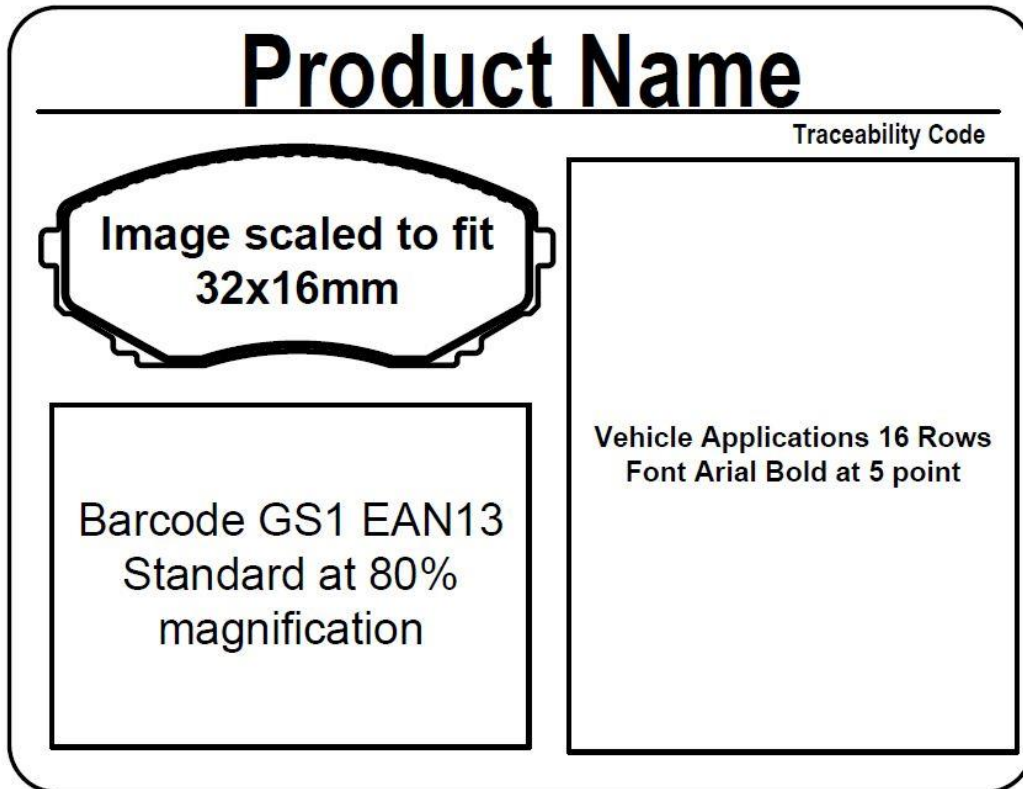 Product Name
Traceability Code
Image scaled to fit
32x16mm
Vehicle Applications 16 Rows
Font Arial Bold at 5 point
Barcode GS1 EAN13
Standard at 80%
magnification